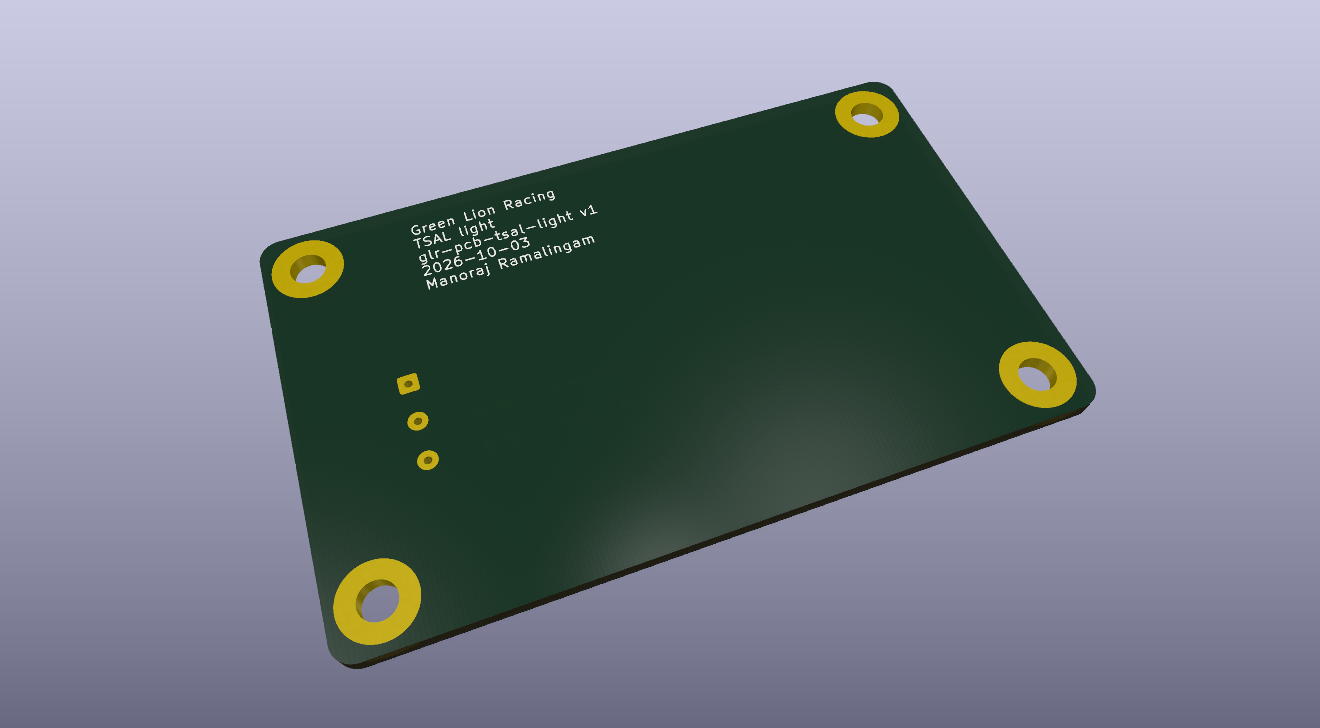 Green Lion Racing
TSAL light
glr-pcb-tsal-light v1
2026-10-03
Manoraj Ramalingam